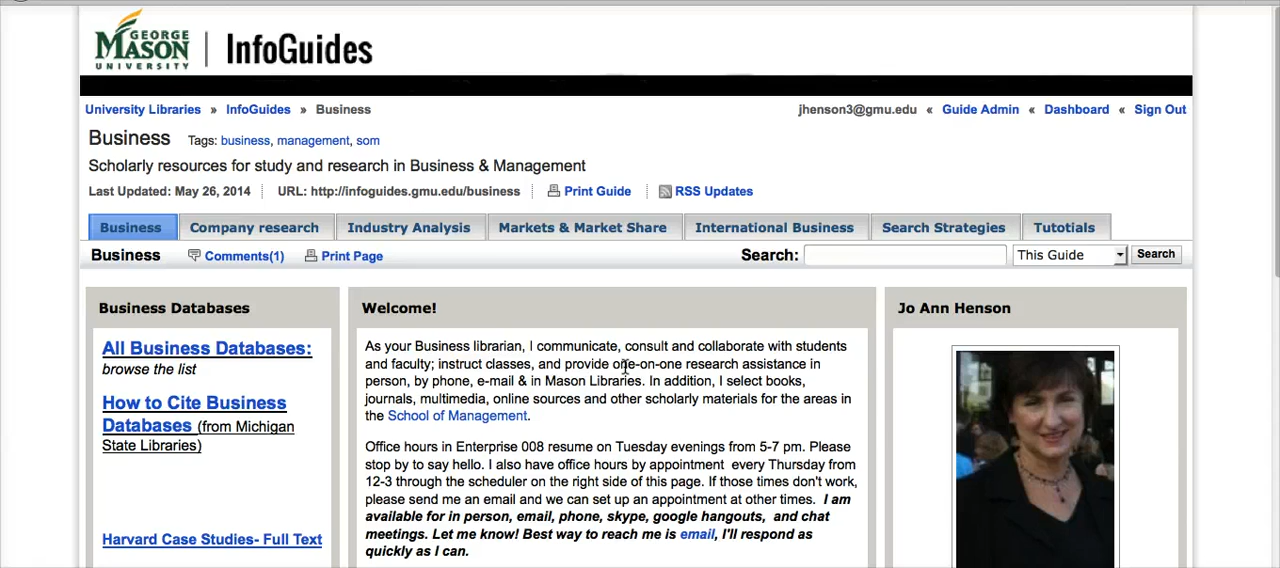 GEORGE
MASON
UNIVERSITY
InfoGuides
University Libraries » InfoGuides » Business
jhenson3@gmu.edu « Guide Admin « Dashboard « Sign Out
Business Tags: business, management, som
Scholarly resources for study and research in Business & Management
Last Updated: May 26, 2014 URL: http://infoguides.gmu.edu/business Print Guide RSS Updates
Business Company research Industry Analysis Markets & Market Share International Business Search Strategies Tutotials
Business Comments(1) Print Page Search: This Guide Search
Business Databases
All Business Databases:
browse the list
How to Cite Business
Databases (from Michigan
State Libraries)
Harvard Case Studies- Full Text
Welcome!
As your Business librarian, I communicate, consult and collaborate with students
and faculty; instruct classes, and provide one-on-one research assistance in
person, by phone, e-mail & in Mason Libraries. In addition, I select books,
journals, multimedia, online sources and other scholarly materials for the areas in
the School of Management.
Office hours in Enterprise 008 resume on Tuesday evenings from 5-7 pm. Please
stop by to say hello. I also have office hours by appointment every Thursday from
12-3 through the scheduler on the right side of this page. If those times don't work,
please send me an email and we can set up an appointment at other times. I am
available for in person, email, phone, skype, google hangouts, and chat
meetings. Let me know! Best way to reach me is email, I'll respond as
quickly as I can.
Jo Ann Henson